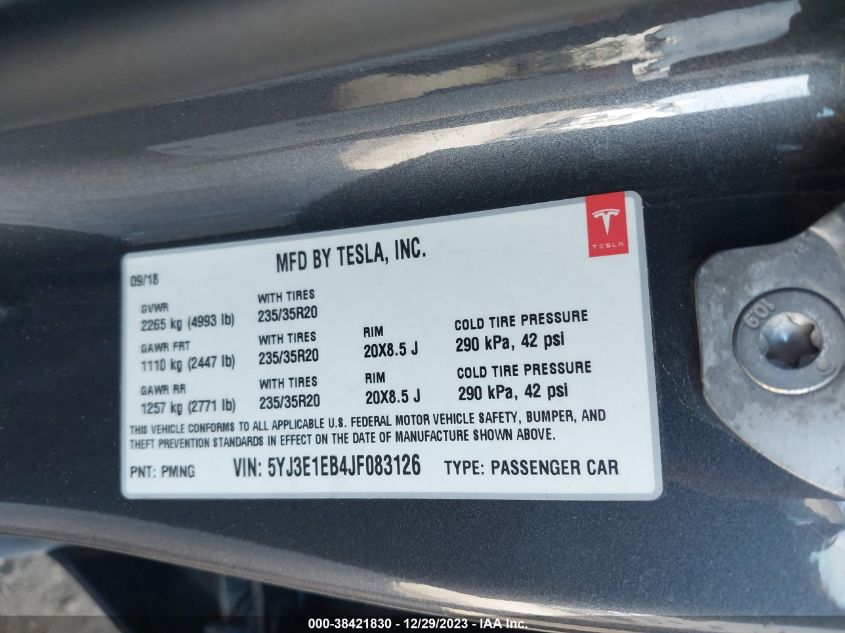 TESLA
MFD BY TESLA, INC.
09/18
GVWR
2265 kg (4993 lb)
WITH TIRES
235/35R20
GAWR FRT
1110 kg (2447 lb)
WITH TIRES
235/35R20
RIM
20X8.5 J
COLD TIRE PRESSURE
290 kPa, 42 psi
GAWR RR
1257 kg (2771 lb)
WITH TIRES
235/35R20
RIM
20X8.5 J
COLD TIRE PRESSURE
290 kPa, 42 psi
THIS VEHICLE CONFORMS TO ALL APPLICABLE U.S. FEDERAL MOTOR VEHICLE SAFETY, BUMPER, AND
THEFT PREVENTION STANDARDS IN EFFECT ON THE DATE OF MANUFACTURE SHOWN ABOVE.
PNT: PMNG VIN: 5YJ3E1EB4JF083126 TYPE: PASSENGER CAR
000-38421830 - 12/29/2023 - IAA Inc.